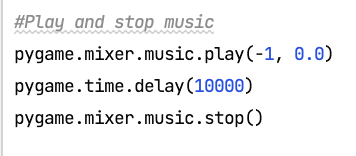 #Play and stop music
pygame.mixer.music.play(-1, 0.0)
pygame.time.delay(10000)
pygame.mixer.music.stop()